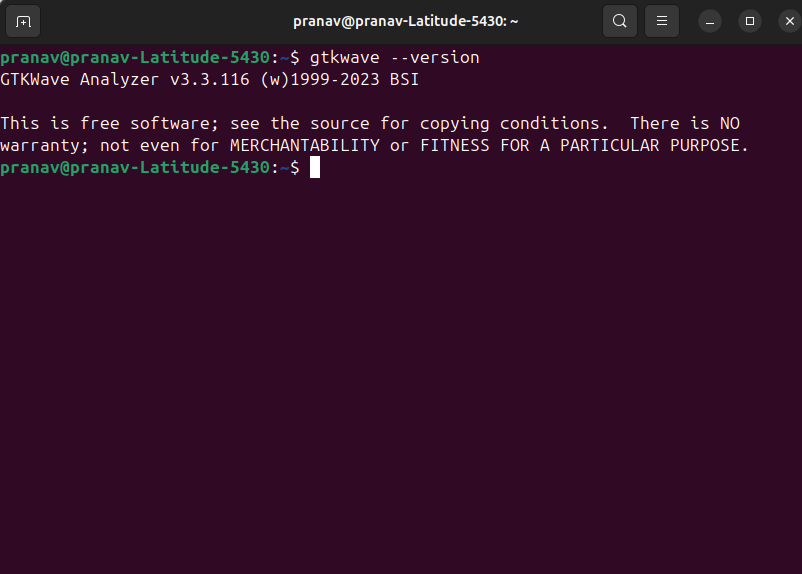 pranav@pranav-Latitude-5430: ~
pranav@pranav-Latitude-5430:~$ gtkwave --version
GTKWave Analyzer v3.3.116 (w)1999-2023 BSI
This is free software; see the source for copying conditions.  There is NO
warranty; not even for MERCHANTABILITY or FITNESS FOR A PARTICULAR PURPOSE.
pranav@pranav-Latitude-5430:~$